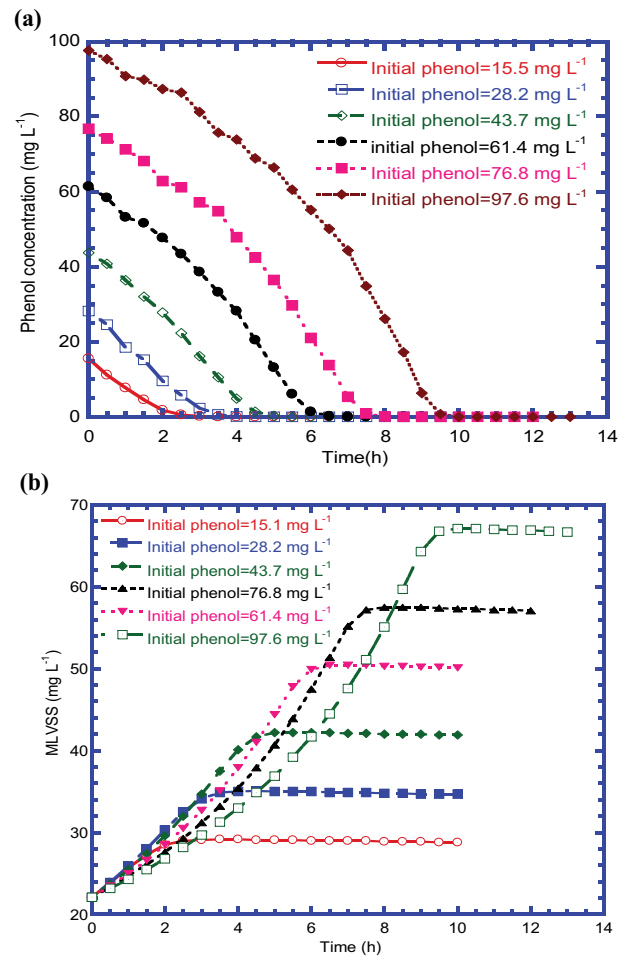 (a)
100
80
60
40
20
0
Phenol concentration (mg L-1)
Initial phenol=15.5 mg L-1
Initial phenol=28.2 mg L-1
Initial phenol=43.7 mg L-1
initial phenol=61.4 mg L-1
Initial phenol=76.8 mg L-1
Initial phenol=97.6 mg L-1
0 2 4 6 8 10 12 14
Time(h)
(b)
70
60
50
40
30
20
MLVSS (mg L-1)
Initial phenol=15.1 mg L-1
Initial phenol=28.2 mg L-1
Initial phenol=43.7 mg L-1
Initial phenol=76.8 mg L-1
Initial phenol=61.4 mg L-1
Initial phenol=97.6 mg L-1
0 2 4 6 8 10 12 14
Time (h)